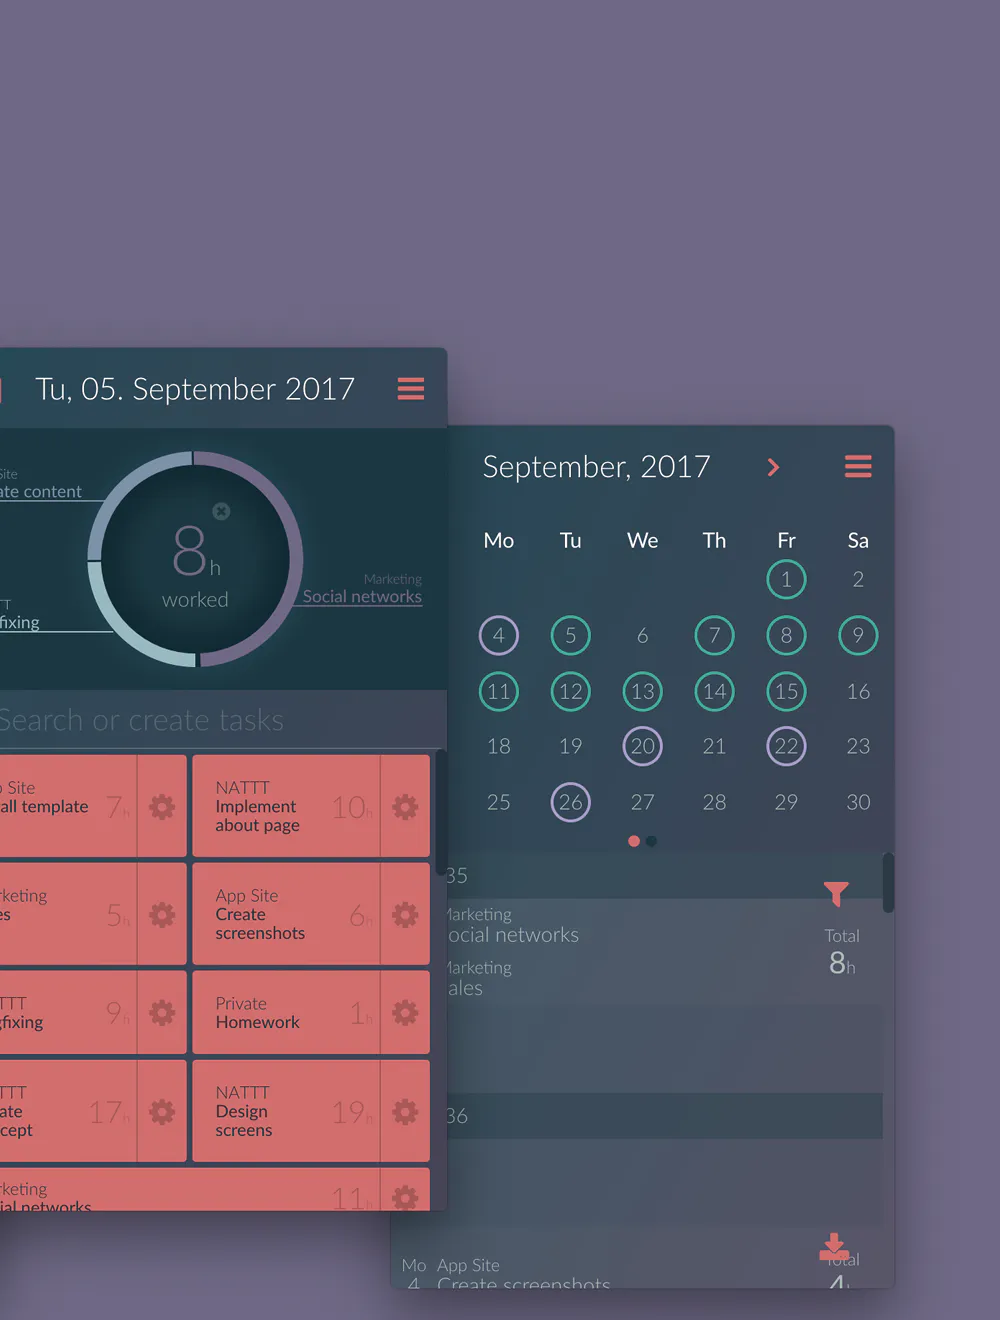 Tu, 05. September 2017
Site
ate content
8h
worked
Marketing
Social networks
TT
fixing
Search or create tasks
Site
all template
7h
NATTT
Implement
about page
10h
keting
es
5h
App Site
Create
screenshots
6h
TTT
gfixing
9h
Private
Homework
1h
TTT
ate
cept
17h
NATTT
Design
screens
19h
rketing
ial networks
11h
September, 2017
Mo Tu We Th Fr Sa
1 2
4 5 6 7 8 9
11 12 13 14 15 16
18 19 20 21 22 23
25 26 27 28 29 30
35
Marketing
ocial networks
Total
8h
Marketing
ales
36
Mo App Site Total
4 Create screenshots 4h